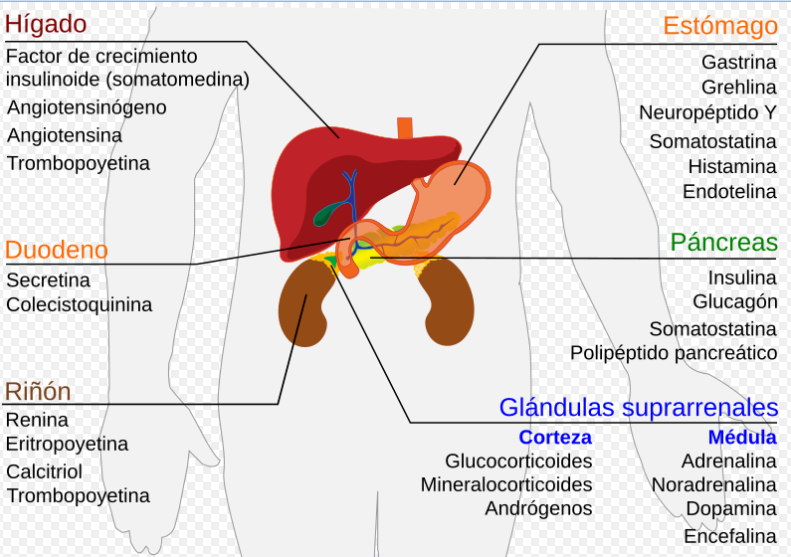 Hígado
Factor de crecimiento
insulinoide (somatomedina)
Angiotensinógeno
Angiotensina
Trombopoyetina
Duodeno
Secretina
Colecistoquinina
Riñón
Renina
Eritropoyetina
Calcitriol
Trombopoyetina
Estómago
Gastrina
Grehlina
Neuropéptido Y
Somatostatina
Histamina
Endotelina
Páncreas
Insulina
Glucagón
Somatostatina
Polipéptido pancreático
Glándulas suprarrenales
Corteza
Glucocorticoides
Mineralocorticoides
Andrógenos
Médula
Adrenalina
Noradrenalina
Dopamina
Encefalina